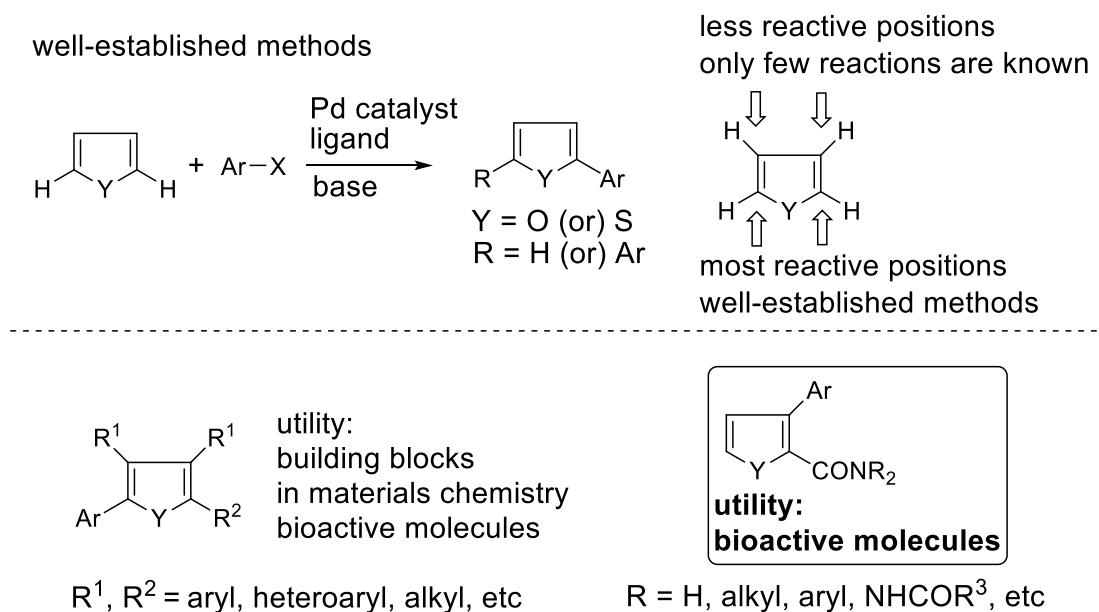 well-established methods
less reactive positions
only few reactions are known
Pd catalyst
ligand
base
H
Y
H
+
Ar–X
R
Y
Ar
Y = O (or) S
R = H (or) Ar
H
H
H
Y
H
most reactive positions
well-established methods
R¹
R¹
Ar
Y
R²
utility:
building blocks
in materials chemistry
bioactive molecules
R¹, R² = aryl, heteroaryl, alkyl, etc
Ar
Y
CONR₂
utility:
bioactive molecules
R = H, alkyl, aryl, NHCOR³, etc